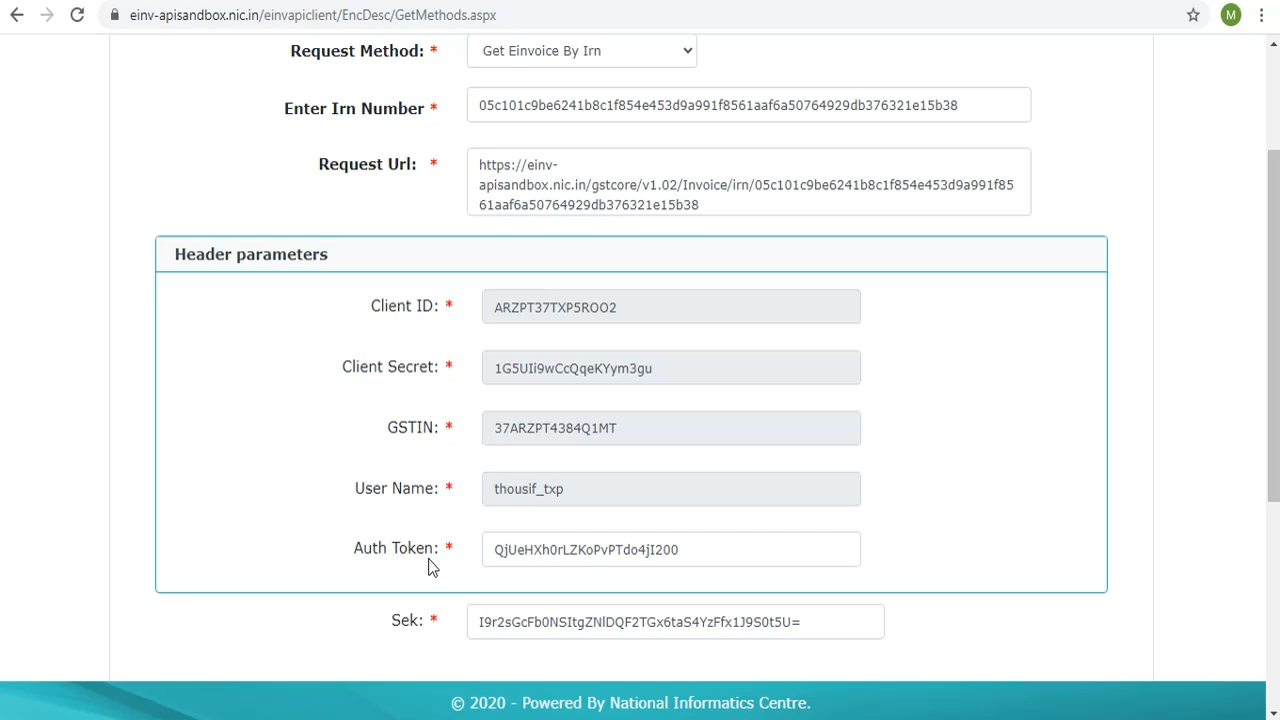 einv-apisandbox.nic.in/einvapiclient/EncDesc/GetMethods.aspx
M
Request Method: * Get Einvoice By Irn
Enter Irn Number * 05c101c9be6241b8c1f854e453d9a991f8561aaf6a50764929db376321e15b38
Request Url: * https://einv-
apisandbox.nic.in/gstcore/v1.02/Invoice/irn/05c101c9be6241b8c1f854e453d9a991f85
61aaf6a50764929db376321e15b38
Header parameters
Client ID: * ARZPT37TXP5ROO2
Client Secret: * 1G5UIi9wCcQqeKYym3gu
GSTIN: * 37ARZPT4384Q1MT
User Name: * thousif_txp
Auth Token: * QjUeHXh0rLZKoPvPTdo4jI200
Sek: * I9r2sGcFb0NSItgZNlDQF2TGx6taS4YzFfx1J9S0t5U=
© 2020 - Powered By National Informatics Centre.